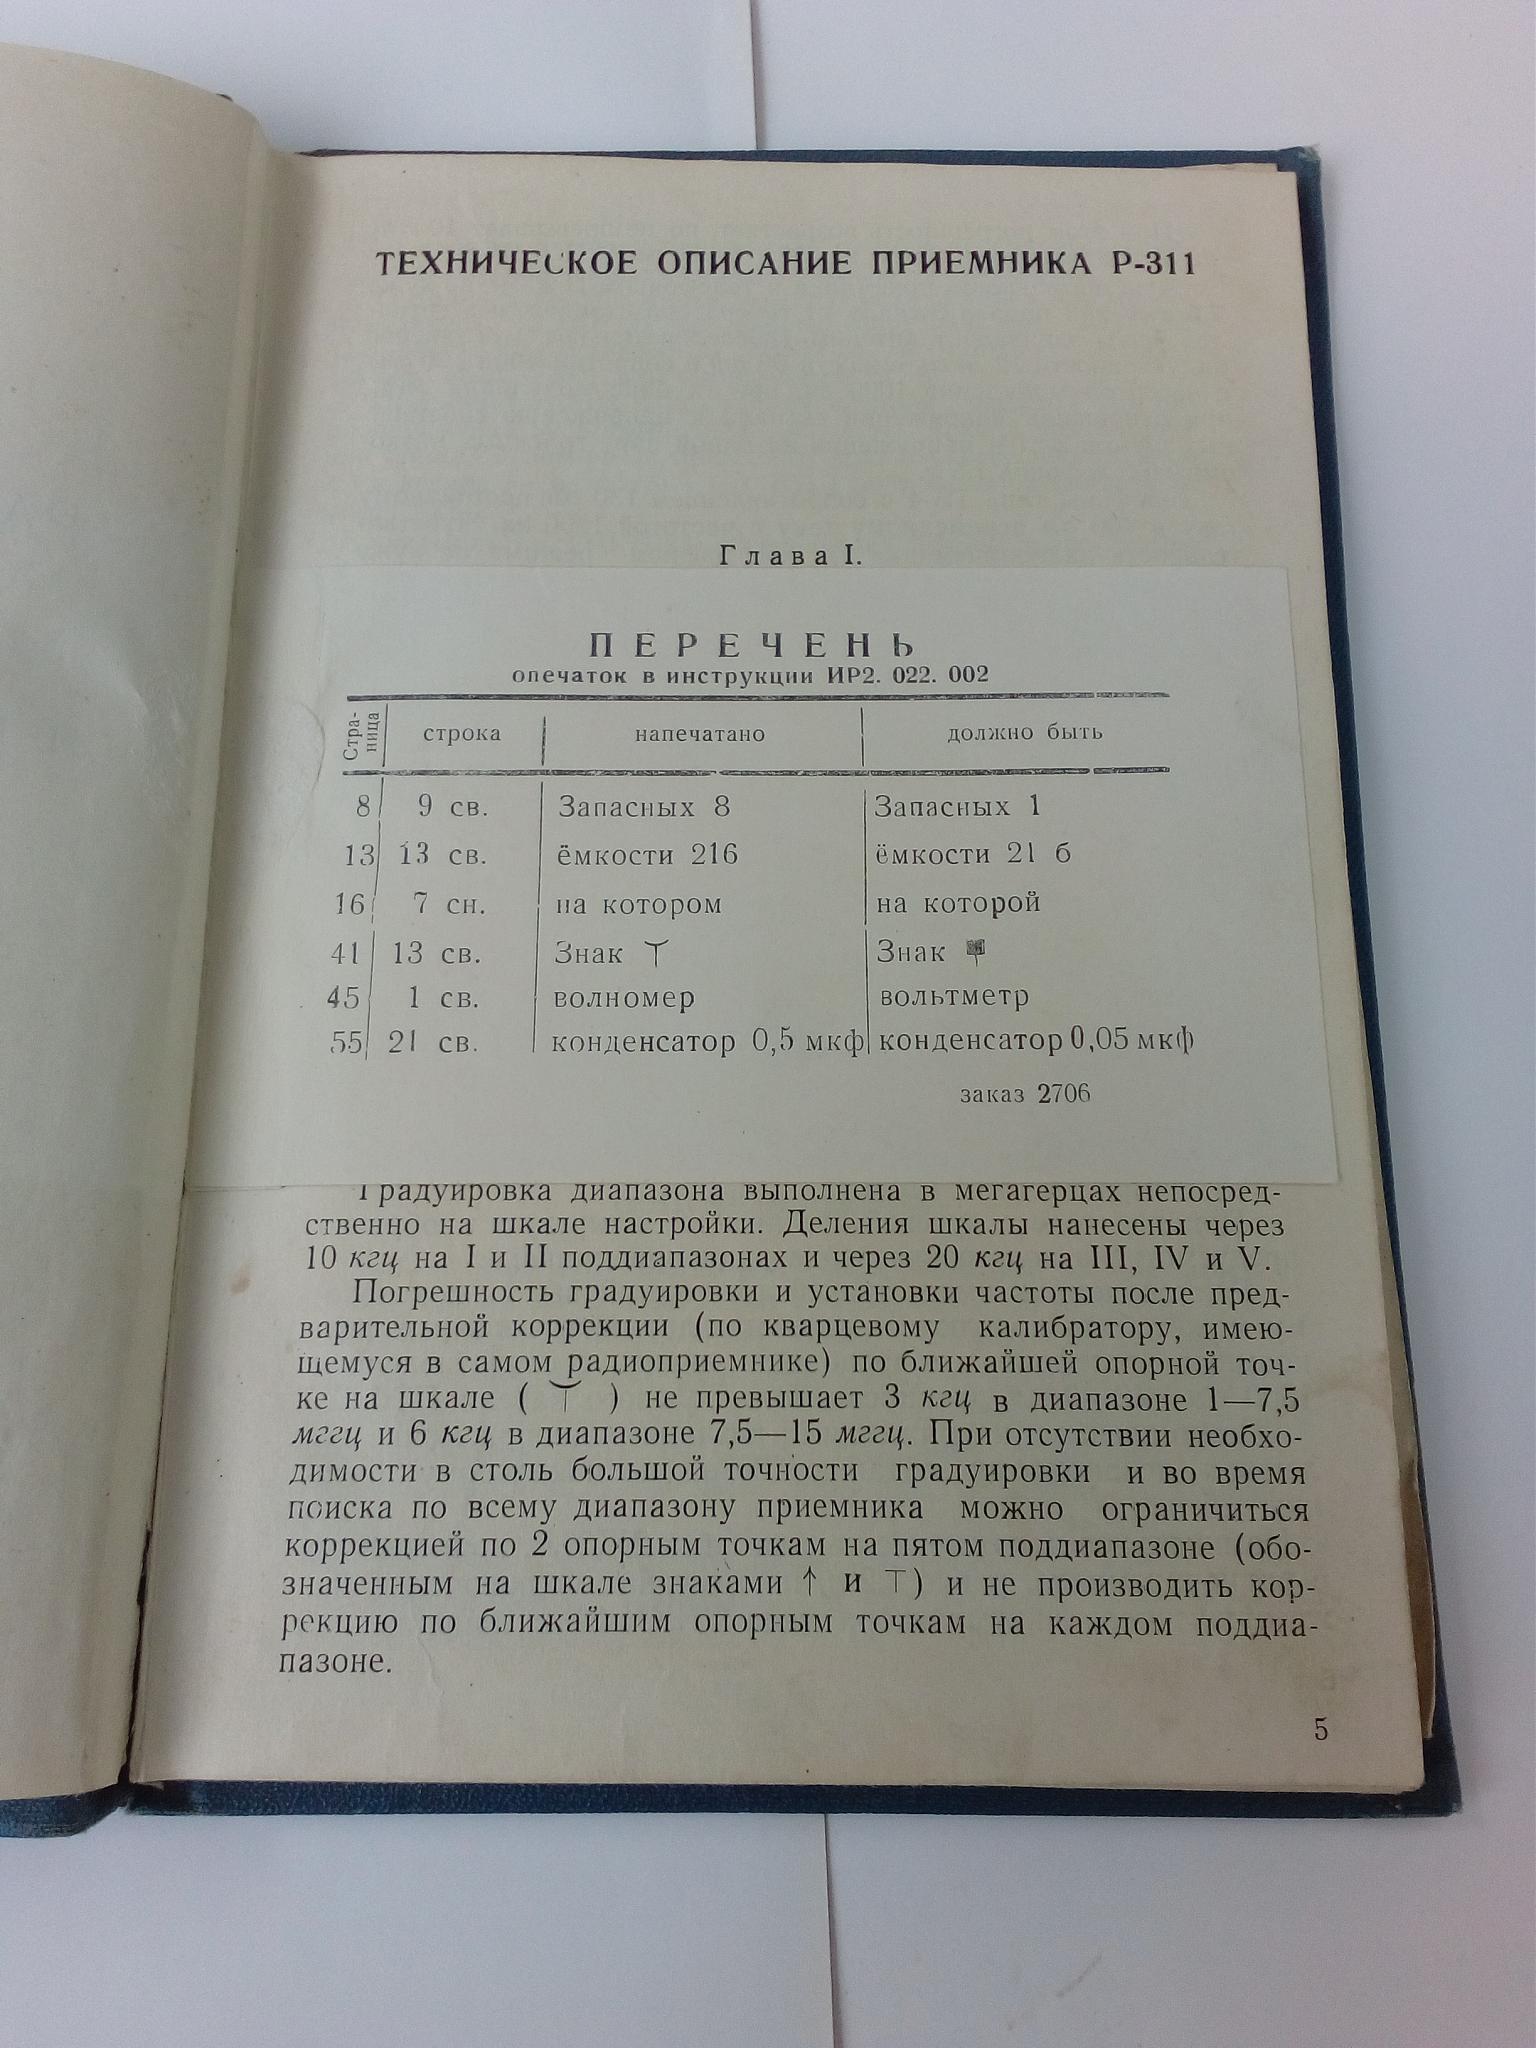 ТЕХНИЧЕСКОЕ ОПИСАНИЕ ПРИЕМНИКА Р-311
Глава I.
ПЕРЕЧЕНЬ
опечаток в инструкции ИР2. 022. 002
Стра-
ница строка напечатано должно быть
8 9 св. Запасных 8 Запасных 1
13 13 св. ёмкости 216 ёмкости 21 б
16 7 сн. на котором на которой
41 13 св. Знак Знак
45 1 св. волномер вольтметр
55 21 св. конденсатор 0,5 мкф конденсатор 0,05 мкф
заказ 2706
Градуировка диапазона выполнена в мегагерцах непосред-
ственно на шкале настройки. Деления шкалы нанесены через
10 кгц на I и II поддиапазонах и через 20 кгц на III, IV и V.
Погрешность градуировки и установки частоты после пред-
варительной коррекции (по кварцевому калибратору, имею-
щемуся в самом радиоприемнике) по ближайшей опорной точ-
ке на шкале ( ⊤ ) не превышает 3 кгц в диапазоне 1—7,5
мггц и 6 кгц в диапазоне 7,5—15 мггц. При отсутствии необхо-
димости в столь большой точности градуировки и во время
поиска по всему диапазону приемника можно ограничиться
коррекцией по 2 опорным точкам на пятом поддиапазоне (обо-
значенным на шкале знаками ↑ и ⊤) и не производить кор-
рекцию по ближайшим опорным точкам на каждом поддиа-
пазоне.
5